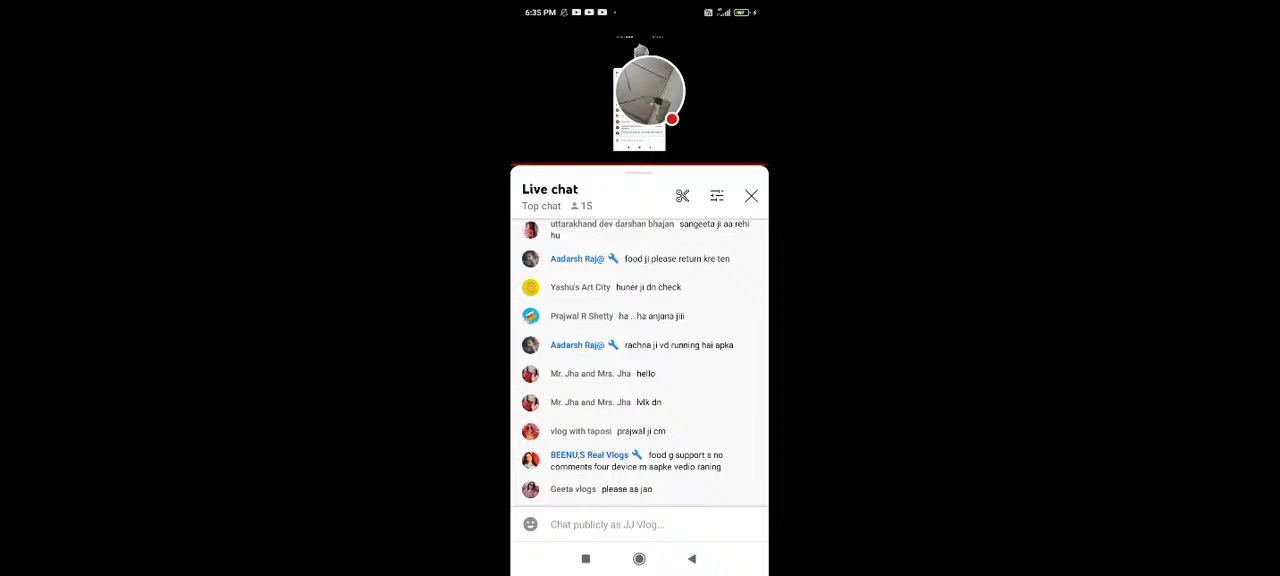 6:35 PM
Live chat
Top chat 15
uttarakhand dev darshan bhajan sangeeta ji aa rehi
hu
Aadarsh Raj@ food ji please return kre ten
Yashu's Art City huner ji dn check
Prajwal R Shetty ha .. ha anjana jiii
Aadarsh Raj@ rachna ji vd running hai apka
Mr. Jha and Mrs. Jha hello
Mr. Jha and Mrs. Jha lvlk dn
vlog with taposi prajwal ji cm
BEENU,S Real Vlogs food g support s no
comments four device m aapke vedio raning
Geeta vlogs please aa jao
Chat publicly as JJ Vlog...